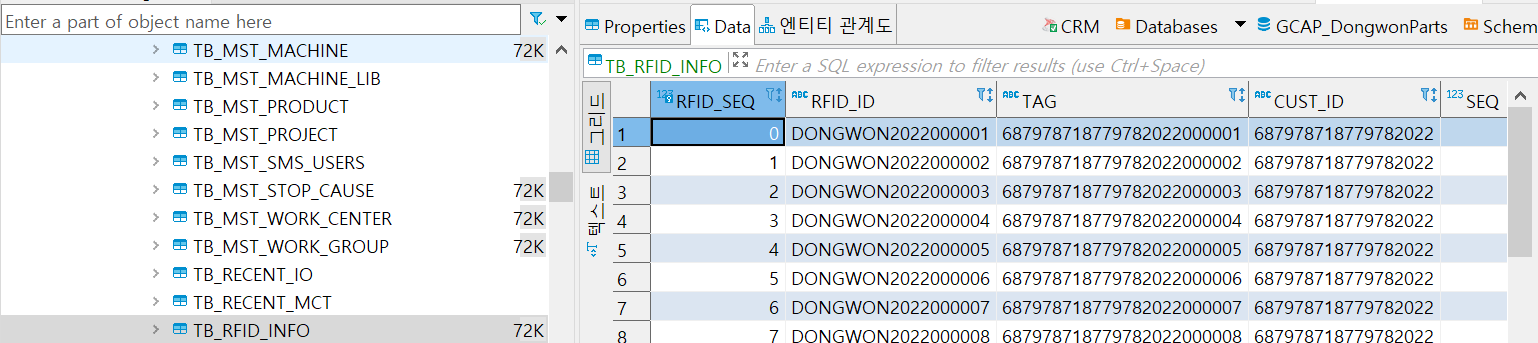 Enter a part of object name here
TB_MST_MACHINE 72K
TB_MST_MACHINE_LIB
TB_MST_PRODUCT
TB_MST_PROJECT
TB_MST_SMS_USERS
TB_MST_STOP_CAUSE 72K
TB_MST_WORK_CENTER 72K
TB_MST_WORK_GROUP 72K
TB_RECENT_IO
TB_RECENT_MCT
TB_RFID_INFO 72K
Properties Data 엔티티 관계도 CRM Databases GCAP_DongwonParts Schem
TB_RFID_INFO Enter a SQL expression to filter results (use Ctrl+Space)
그리드
텍스트
123 RFID_SEQ ABC RFID_ID ABC TAG ABC CUST_ID 123 SEQ
1 0 DONGWON2022000001 687978718779782022000001 687978718779782022
2 1 DONGWON2022000002 687978718779782022000002 687978718779782022
3 2 DONGWON2022000003 687978718779782022000003 687978718779782022
4 3 DONGWON2022000004 687978718779782022000004 687978718779782022
5 4 DONGWON2022000005 687978718779782022000005 687978718779782022
6 5 DONGWON2022000006 687978718779782022000006 687978718779782022
7 6 DONGWON2022000007 687978718779782022000007 687978718779782022
8 7 DONGWON2022000008 687978718779782022000008 687978718779782022